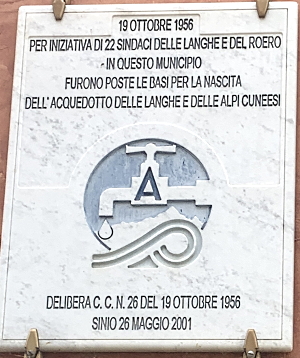 19 OTTOBRE 1956
PER INIZIATIVA DI 22 SINDACI DELLE LANGHE E DEL ROERO
IN QUESTO MUNICIPIO
FURONO POSTE LE BASI PER LA NASCITA
DELL'ACQUEDOTTO DELLE LANGHE E DELLE ALPI CUNEESI
A
DELIBERA C. C. N. 26 DEL 19 OTTOBRE 1956
SINIO 26 MAGGIO 2001